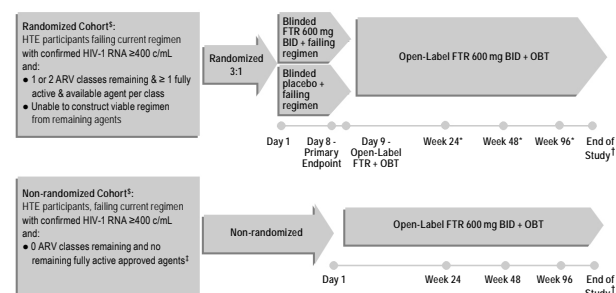 Randomized Cohort$:
HTE participants failing current regimen
with confirmed HIV-1 RNA ≥400 c/mL
and:
● 1 or 2 ARV classes remaining & ≥ 1 fully
active & available agent per class
● Unable to construct viable regimen
from remaining agents
Randomized
3:1
Blinded
FTR 600 mg
BID + failing
regimen
Blinded
placebo +
failing
regimen
Open-Label FTR 600 mg BID + OBT
Day 1
Day 8 -
Primary
Endpoint
Day 9 -
Open-Label
FTR + OBT
Week 24*
Week 48*
Week 96*
End of
Study†
Non-randomized Cohort$:
HTE participants, failing current regimen
with confirmed HIV-1 RNA ≥400 c/mL
and:
● 0 ARV classes remaining and no
remaining fully active approved agents‡
Non-randomized
Open-Label FTR 600 mg BID + OBT
Day 1
Week 24
Week 48
Week 96
End of
Study†